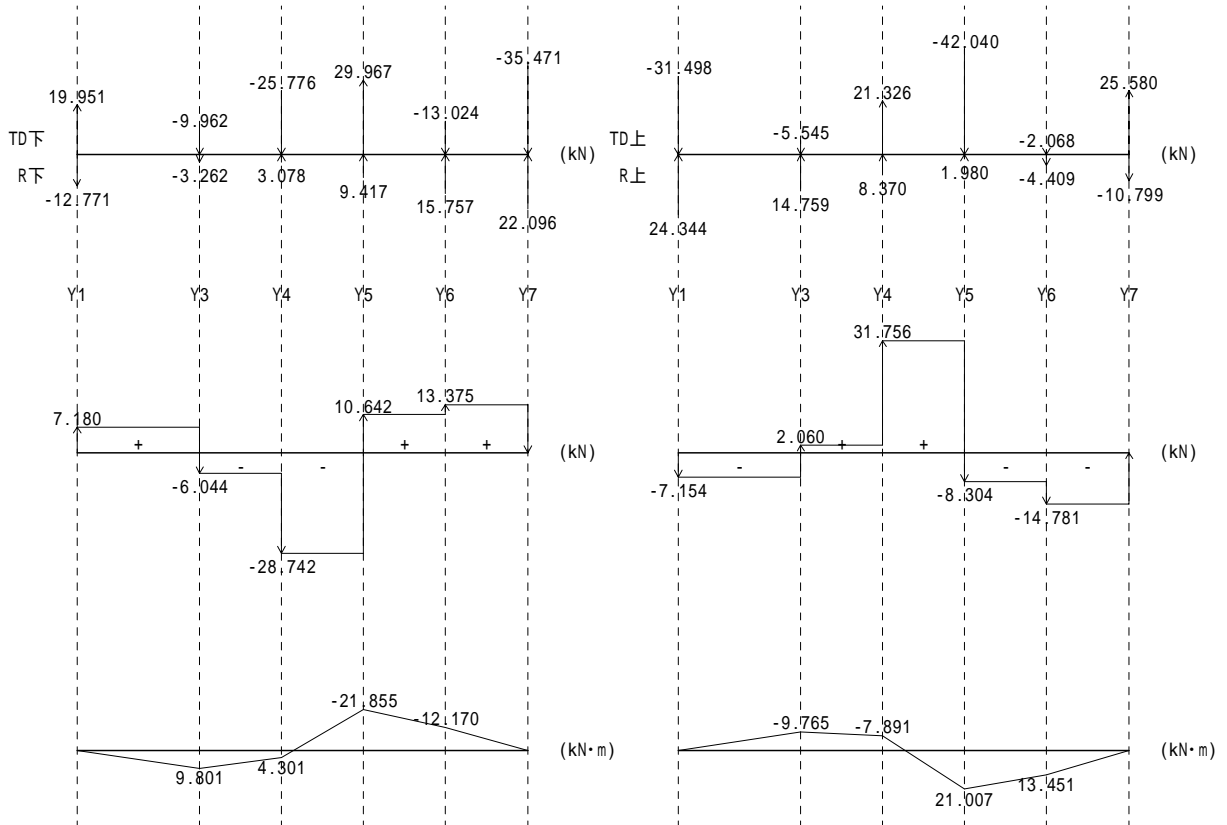 19.951
-9.962
-25.776
29.967
-13.024
-35.471
TD下
(kN)
R下
-12.771
-3.262
3.078
9.417
15.757
22.096
Y1
Y3
Y4
Y5
Y6
Y7
7.180
10.642
13.375
+
-
-
+
+
(kN)
-6.044
-28.742
-21.855
-12.170
(kN・m)
9.801
4.301
-31.498
-5.545
21.326
-42.040
-2.068
25.580
TD上
(kN)
R上
24.344
14.759
8.370
1.980
-4.409
-10.799
Y1
Y3
Y4
Y5
Y6
Y7
31.756
2.060
-
+
+
-
-
(kN)
-7.154
-8.304
-14.781
-9.765
-7.891
(kN・m)
21.007
13.451